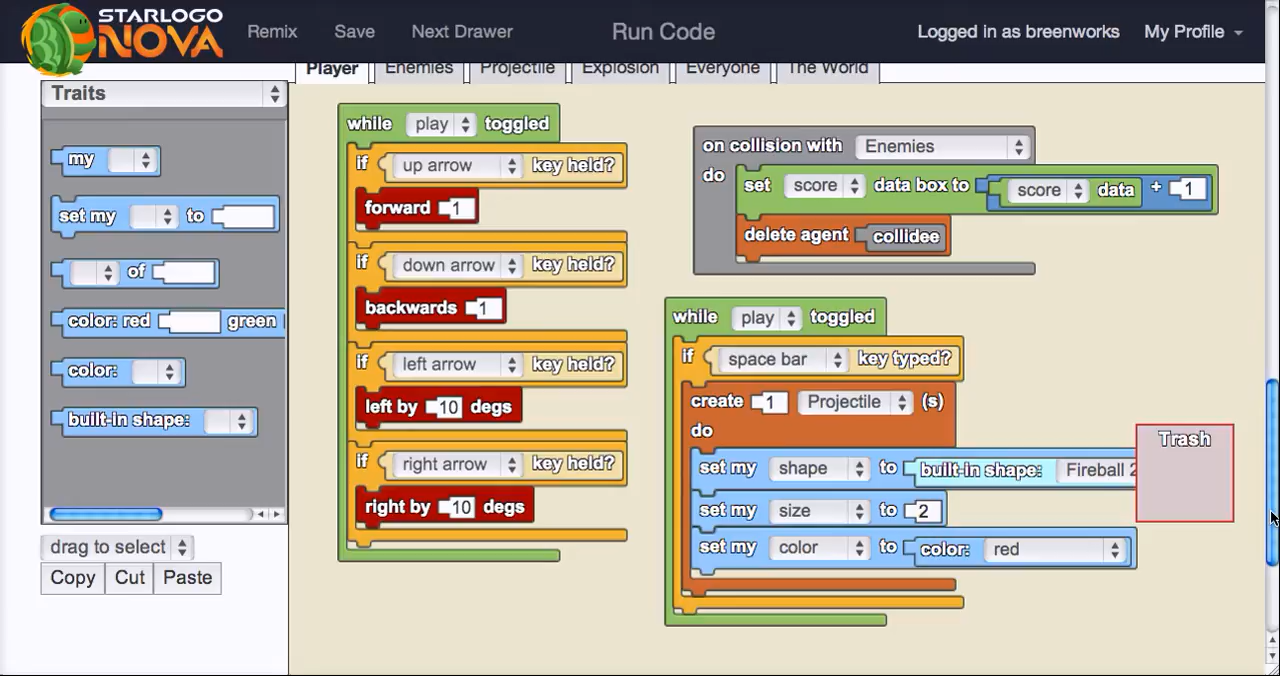 STARLOGO
NOVA
Remix Save Next Drawer Run Code Logged in as breenworks My Profile
Player Enemies Projectile Explosion Everyone The World
Traits
my
set my to
of
color: red green
color:
built-in shape:
drag to select
Copy Cut Paste
while play toggled
if up arrow key held?
forward 1
if down arrow key held?
backwards 1
if left arrow key held?
left by 10 degs
if right arrow key held?
right by 10 degs
on collision with Enemies
do set score data box to score data + 1
delete agent collidee
while play toggled
if space bar key typed?
create 1 Projectile (s)
do
set my shape to built-in shape: Fireball 2
set my size to 2
set my color to color: red
Trash